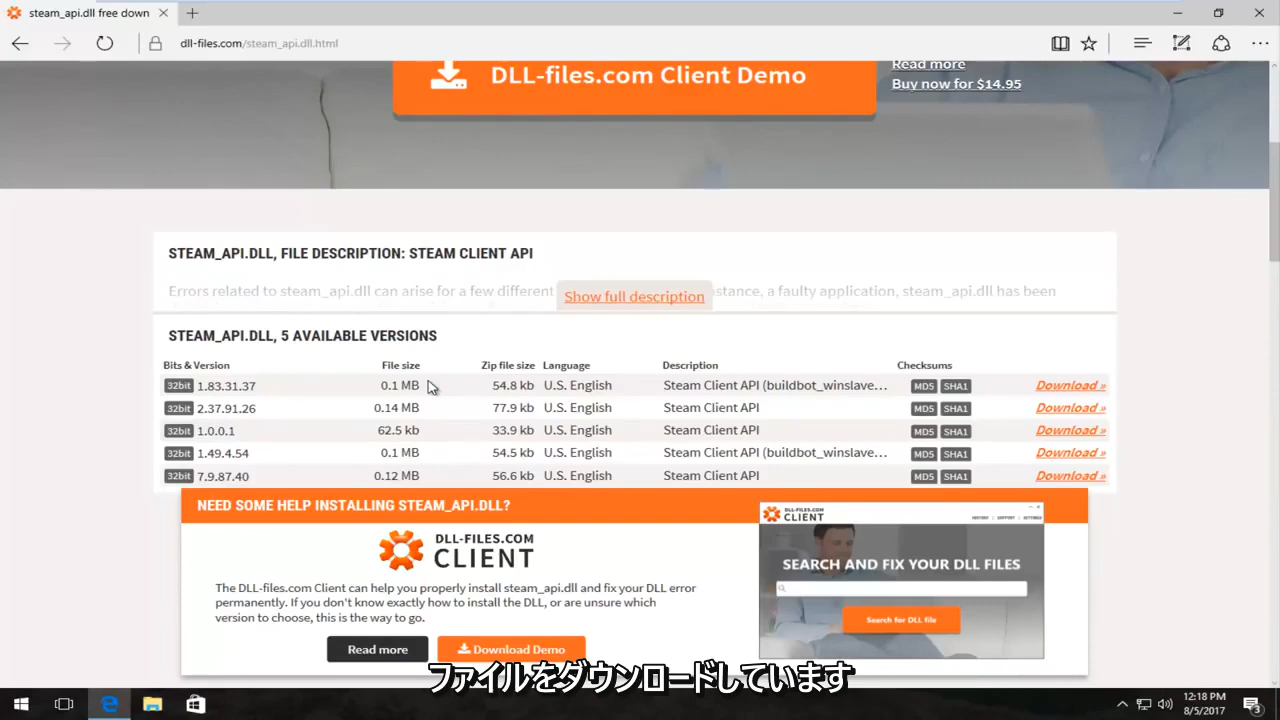 steam_api.dll free down
dll-files.com/steam_api.dll.html
DLL-files.com Client Demo
Read more
Buy now for $14.95
STEAM_API.DLL, FILE DESCRIPTION: STEAM CLIENT API
Errors related to steam_api.dll can arise for a few different Show full description stance, a faulty application, steam_api.dll has been
STEAM_API.DLL, 5 AVAILABLE VERSIONS
Bits & Version File size Zip file size Language Description Checksums
32bit 1.83.31.37 0.1 MB 54.8 kb U.S. English Steam Client API (buildbot_winslave... MD5 SHA1 Download »
32bit 2.37.91.26 0.14 MB 77.9 kb U.S. English Steam Client API MD5 SHA1 Download »
32bit 1.0.0.1 62.5 kb 33.9 kb U.S. English Steam Client API MD5 SHA1 Download »
32bit 1.49.4.54 0.1 MB 54.5 kb U.S. English Steam Client API (buildbot_winslave... MD5 SHA1 Download »
32bit 7.9.87.40 0.12 MB 56.6 kb U.S. English Steam Client API MD5 SHA1 Download »
NEED SOME HELP INSTALLING STEAM_API.DLL?
DLL-FILES.COM
CLIENT
The DLL-files.com Client can help you properly install steam_api.dll and fix your DLL error
permanently. If you don't know exactly how to install the DLL, or are unsure which
version to choose, this is the way to go.
Read more Download Demo
DLL-FILES.COM
CLIENT
HISTORY | SUPPORT | SETTINGS
SEARCH AND FIX YOUR DLL FILES
Search for DLL file
ファイルをダウンロードしています
12:18 PM
8/5/2017
3